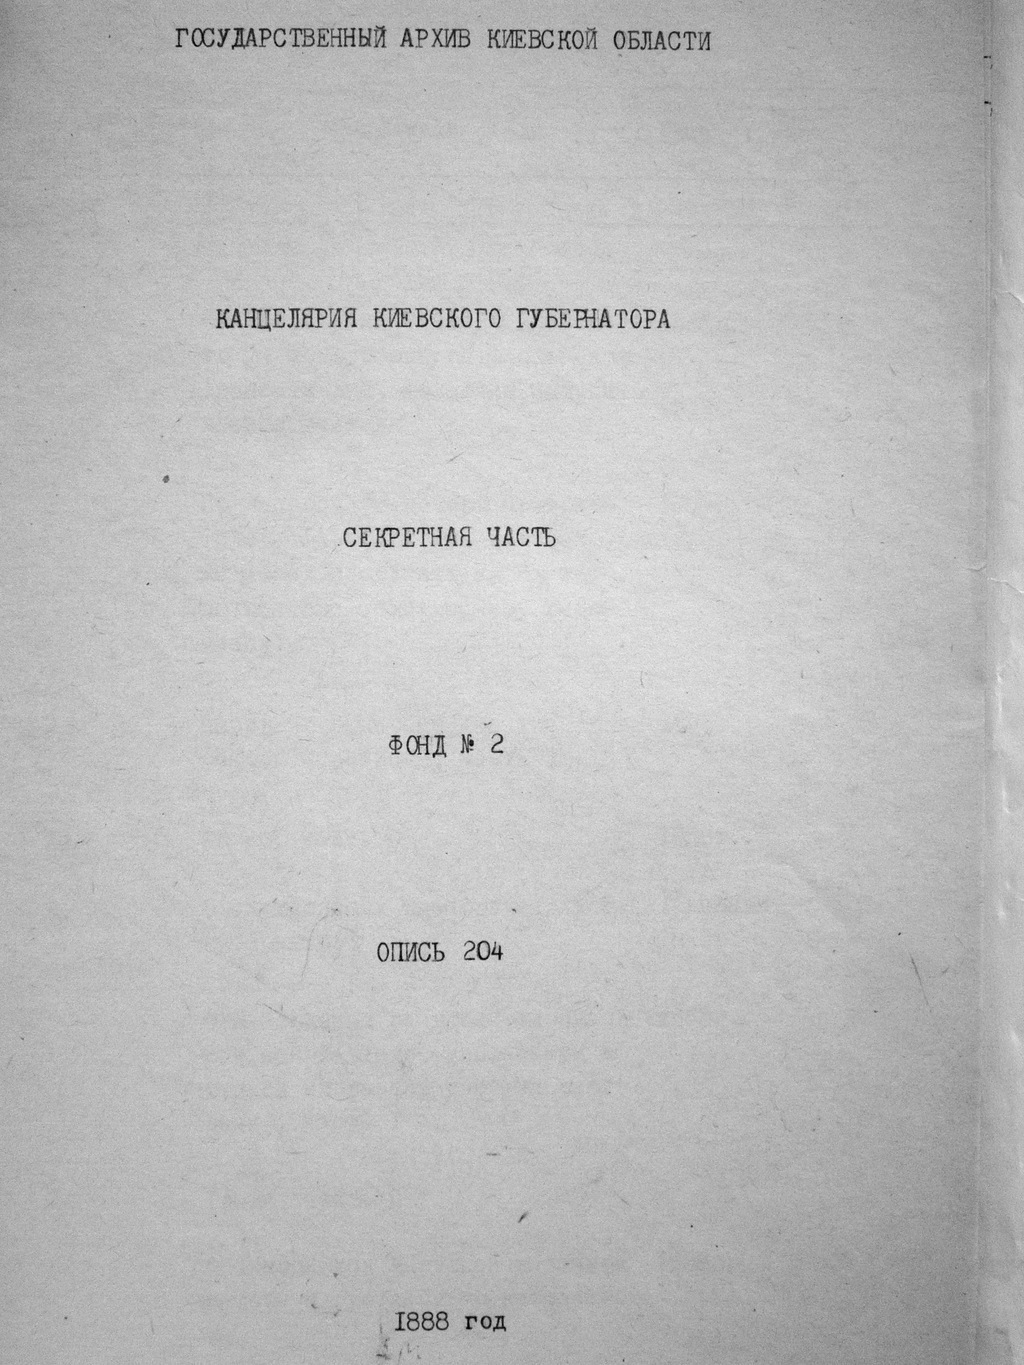 ГОСУДАРСТВЕННЫЙ АРХИВ КИЕВСКОЙ ОБЛАСТИ
КАНЦЕЛЯРИЯ КИЕВСКОГО ГУБЕРНАТОРА
СЕКРЕТНАЯ ЧАСТЬ
ФОНД № 2
ОПИСЬ 204
1888 год